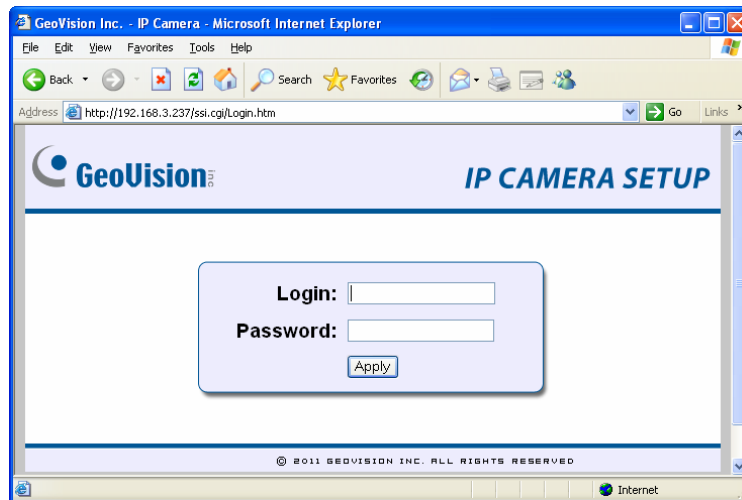 GeoVision Inc. - IP Camera - Microsoft Internet Explorer
File Edit View Favorites Tools Help
Back Search Favorites
Address http://192.168.3.237/ssi.cgi/Login.htm Go Links »
GeoVision inc IP CAMERA SETUP
Login:
Password:
Apply
© 2011 GEOVISION INC. ALL RIGHTS RESERVED
Internet